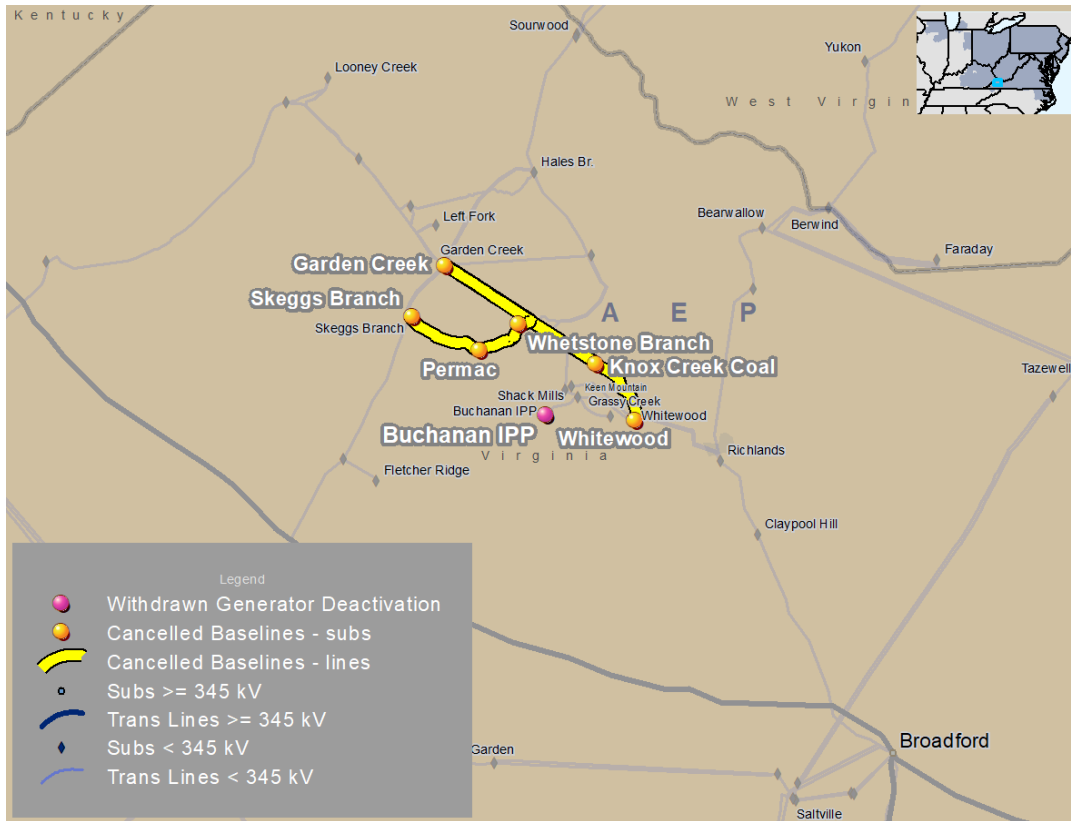 Kentucky
Sourwood
Yukon
Looney Creek
West Virgin
Hales Br.
Left Fork
Bearwallow
Berwind
Garden Creek
Faraday
Garden Creek
Skeggs Branch
A E P
Skeggs Branch
Whetstone Branch
Permac
Knox Creek Coal
Tazewell
Keen Mountain
Shack Mills
Grassy Creek
Buchanan IPP
Whitewood
Buchanan IPP
Whitewood
Virginia
Richlands
Fletcher Ridge
Claypool Hill
Legend
Withdrawn Generator Deactivation
Cancelled Baselines - subs
Cancelled Baselines - lines
Subs >= 345 kV
Trans Lines >= 345 kV
Subs < 345 kV
Trans Lines < 345 kV
Garden
Broadford
Saltville